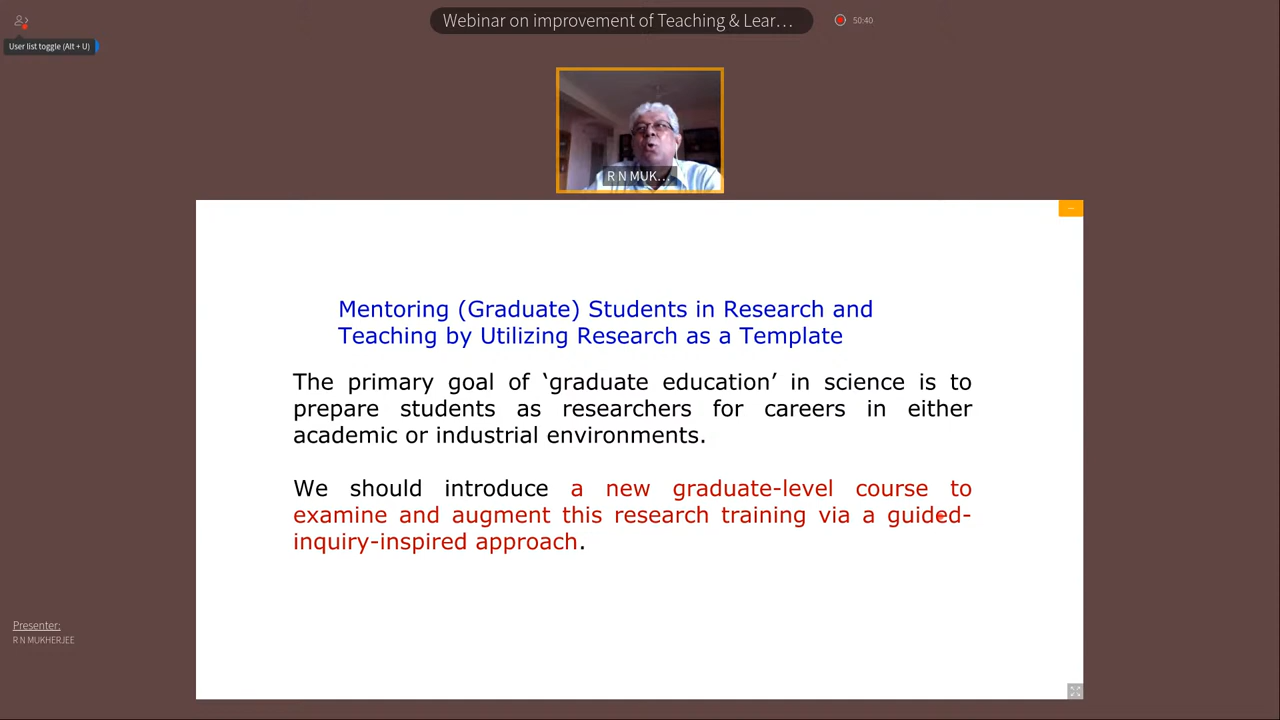 Webinar on improvement of Teaching & Lear...
50:40
User list toggle (Alt + U)
R N MUK...
Mentoring (Graduate) Students in Research and
Teaching by Utilizing Research as a Template
The primary goal of ‘graduate education’ in science is to
prepare students as researchers for careers in either
academic or industrial environments.
We should introduce a new graduate-level course to
examine and augment this research training via a guided-
inquiry-inspired approach.
Presenter:
R N MUKHERJEE